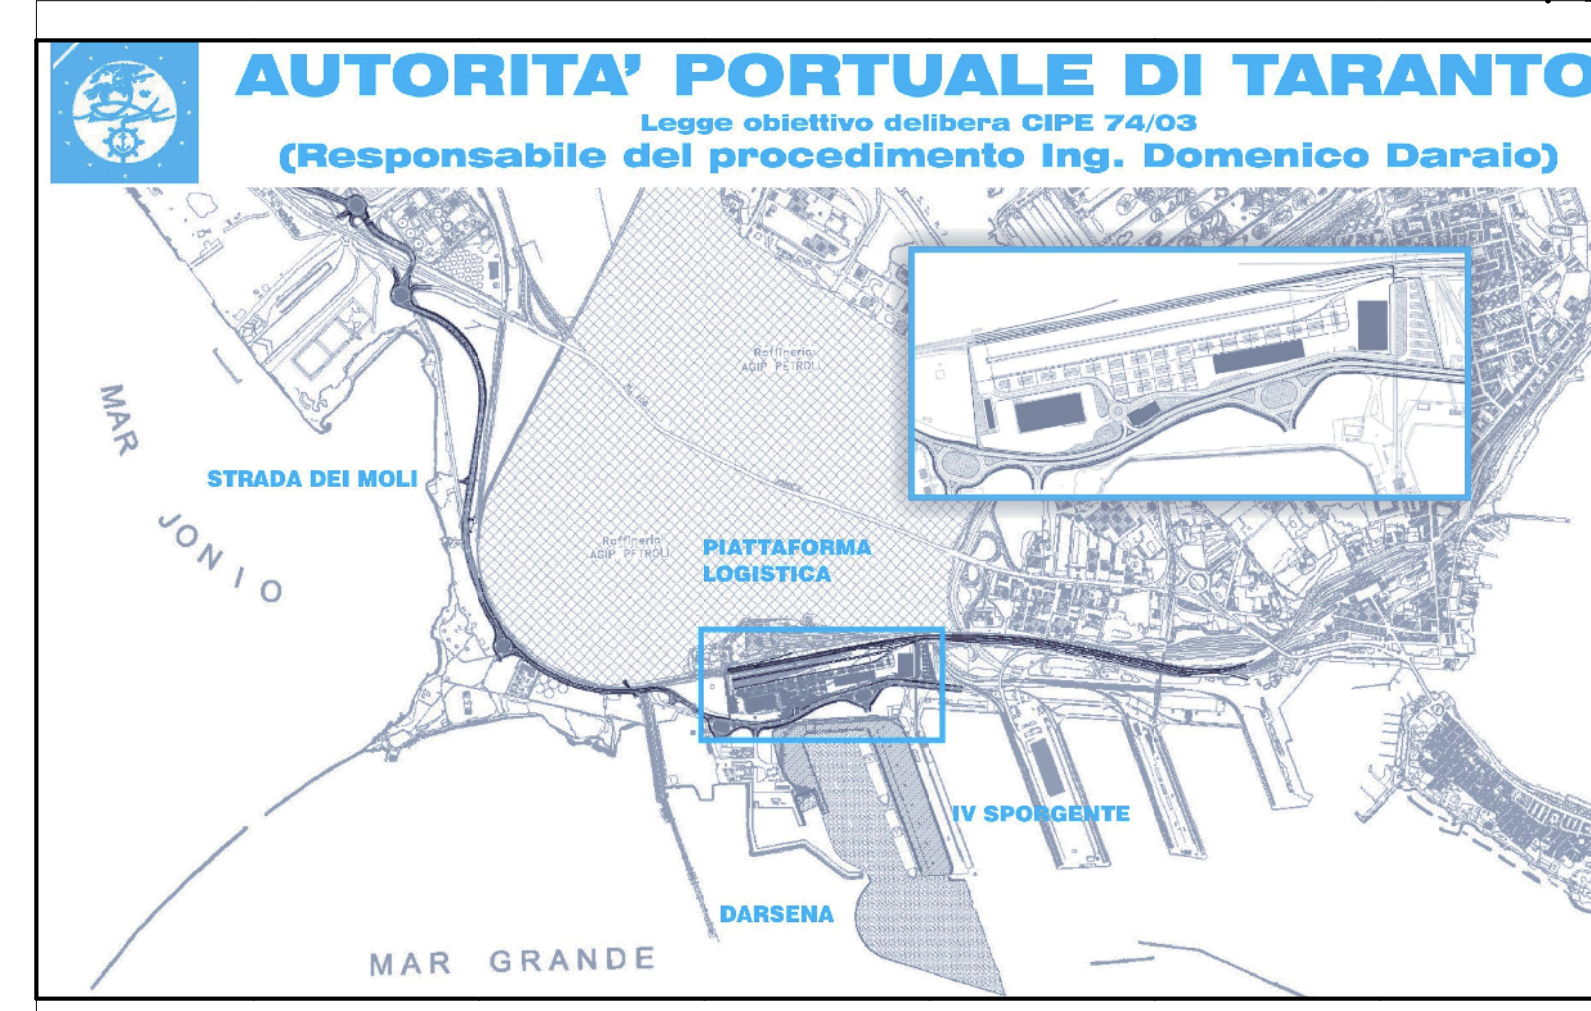 AUTORITA’ PORTUALE DI TARANTO
Legge obiettivo delibera CIPE 74/03
(Responsabile del procedimento Ing. Domenico Daraio)
Raffineria
AGIP PETROLI
MAR
JONIO
STRADA DEI MOLI
Raffineria
AGIP PETROLI
PIATTAFORMA
LOGISTICA
IV SPORGENTE
DARSENA
MAR GRANDE